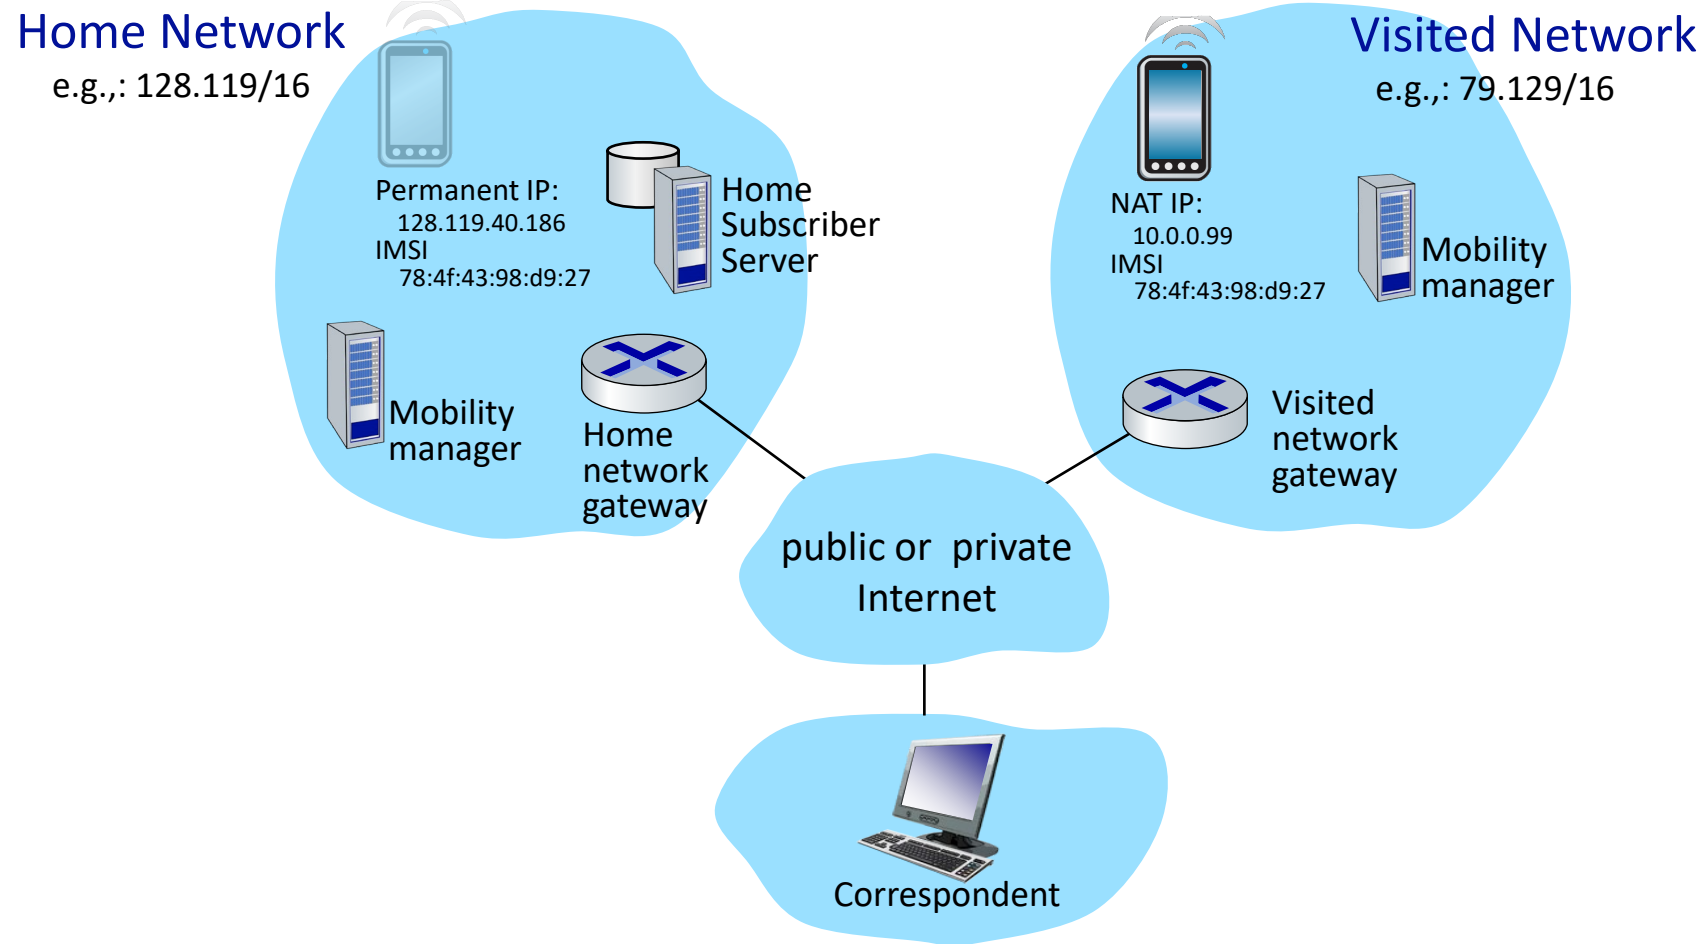 Home Network
e.g.,: 128.119/16
Permanent IP:
128.119.40.186
IMSI
78:4f:43:98:d9:27
Home
Subscriber
Server
Mobility
manager
Home
network
gateway
Visited Network
e.g.,: 79.129/16
NAT IP:
10.0.0.99
IMSI
78:4f:43:98:d9:27
Mobility
manager
Visited
network
gateway
public or  private
Internet
Correspondent